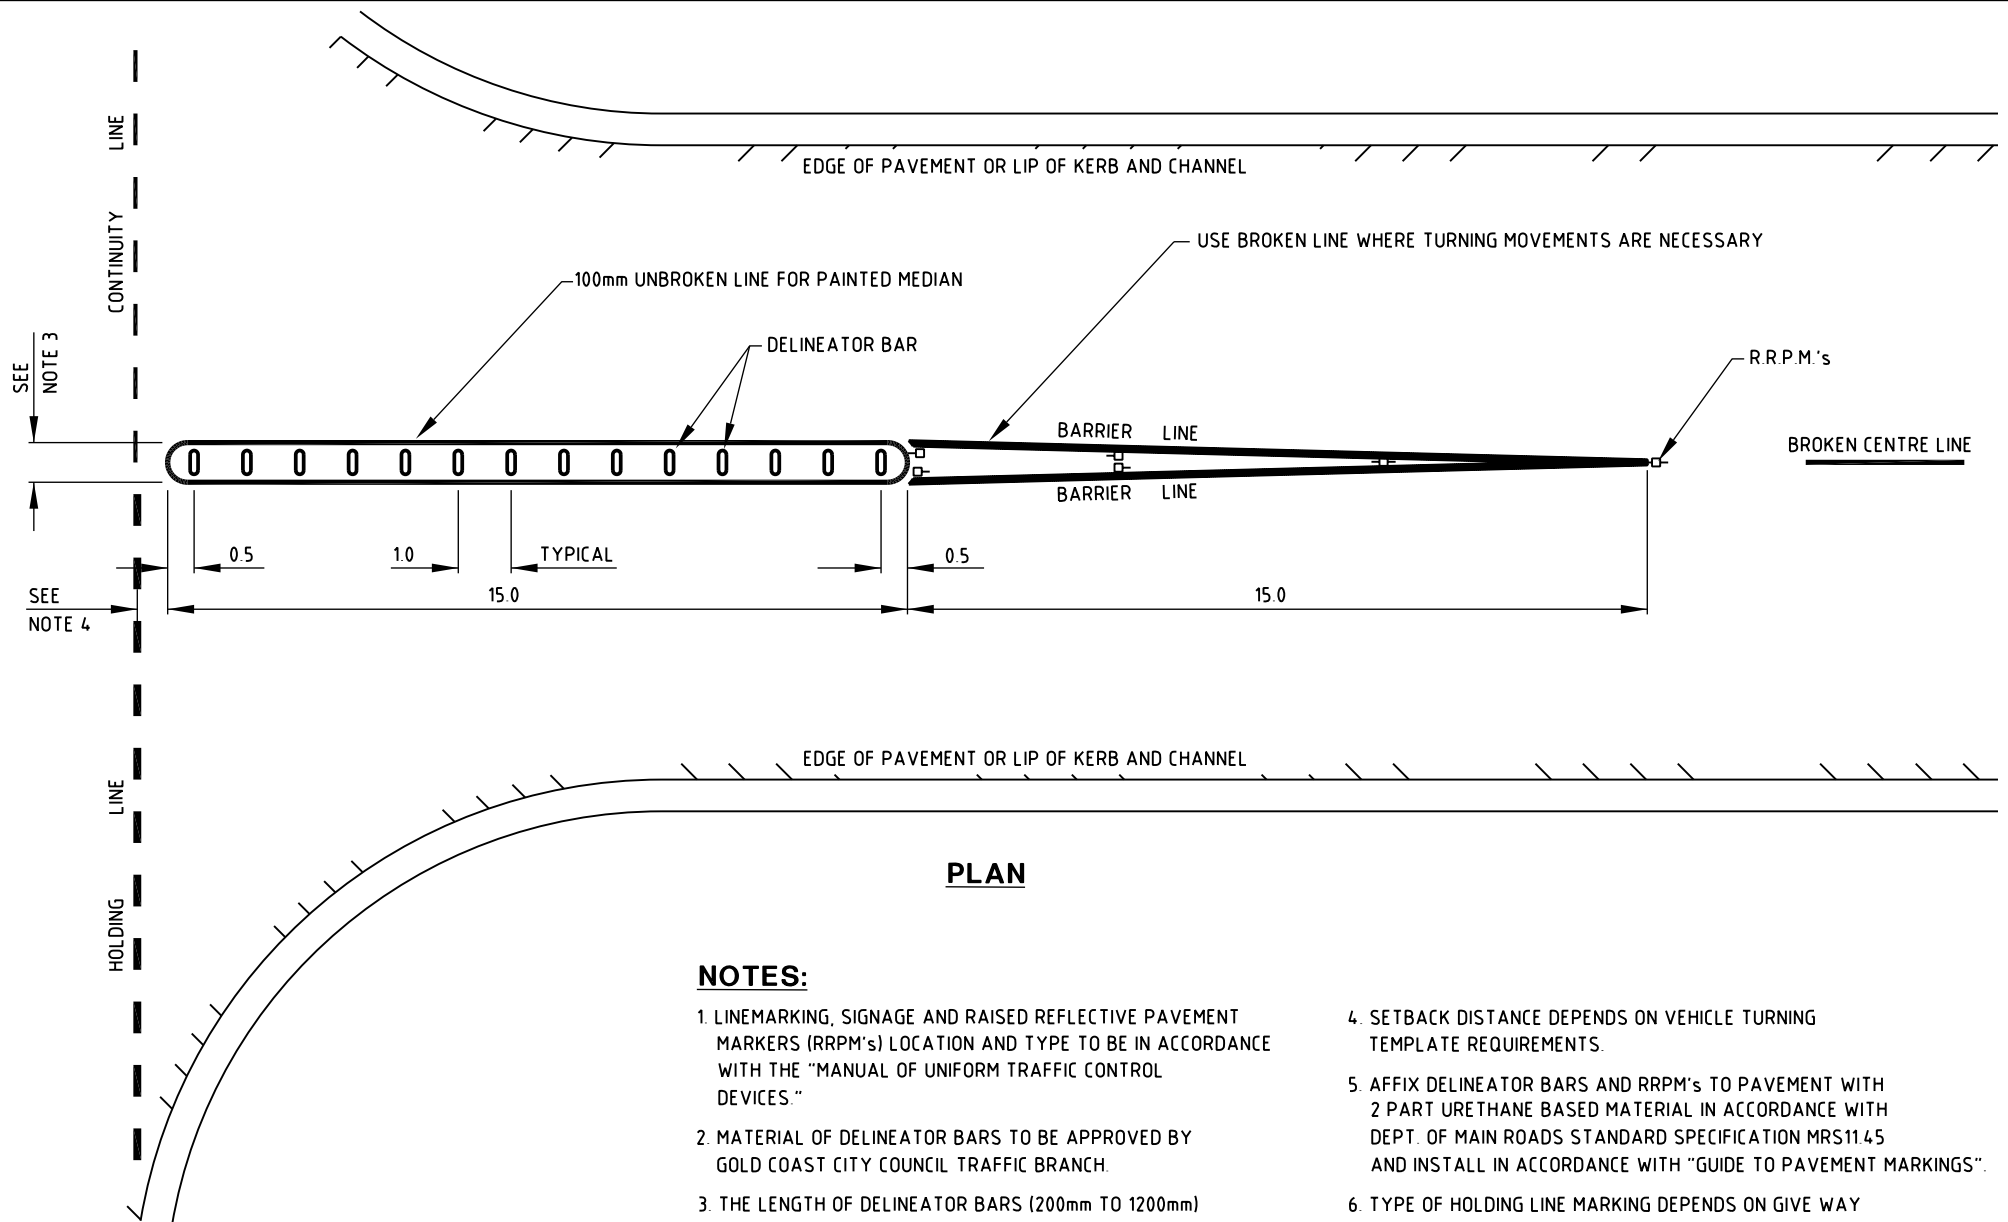 LINE
CONTINUITY
EDGE OF PAVEMENT OR LIP OF KERB AND CHANNEL
USE BROKEN LINE WHERE TURNING MOVEMENTS ARE NECESSARY
100mm UNBROKEN LINE FOR PAINTED MEDIAN
DELINEATOR BAR
R.R.P.M.'s
SEE
NOTE 3
BARRIER LINE
BROKEN CENTRE LINE
BARRIER LINE
0.5
1.0
TYPICAL
0.5
SEE
NOTE 4
15.0
15.0
EDGE OF PAVEMENT OR LIP OF KERB AND CHANNEL
LINE
HOLDING
PLAN
NOTES:
1. LINEMARKING, SIGNAGE AND RAISED REFLECTIVE PAVEMENT
MARKERS (RRPM's) LOCATION AND TYPE TO BE IN ACCORDANCE
WITH THE "MANUAL OF UNIFORM TRAFFIC CONTROL
DEVICES."
2. MATERIAL OF DELINEATOR BARS TO BE APPROVED BY
GOLD COAST CITY COUNCIL TRAFFIC BRANCH.
3. THE LENGTH OF DELINEATOR BARS (200mm TO 1200mm)
4. SETBACK DISTANCE DEPENDS ON VEHICLE TURNING
TEMPLATE REQUIREMENTS.
5. AFFIX DELINEATOR BARS AND RRPM's TO PAVEMENT WITH
2 PART URETHANE BASED MATERIAL IN ACCORDANCE WITH
DEPT. OF MAIN ROADS STANDARD SPECIFICATION MRS11.45
AND INSTALL IN ACCORDANCE WITH "GUIDE TO PAVEMENT MARKINGS".
6. TYPE OF HOLDING LINE MARKING DEPENDS ON GIVE WAY